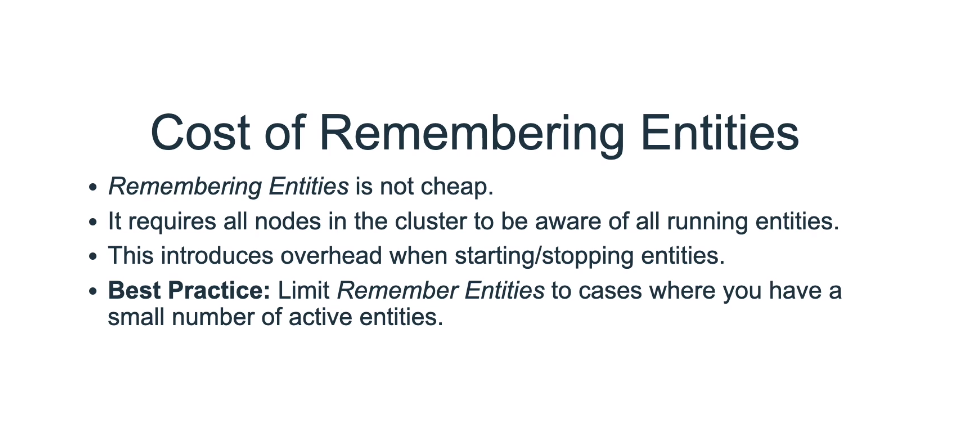 Cost of Remembering Entities
• Remembering Entities is not cheap.
• It requires all nodes in the cluster to be aware of all running entities.
• This introduces overhead when starting/stopping entities.
• Best Practice: Limit Remember Entities to cases where you have a
small number of active entities.